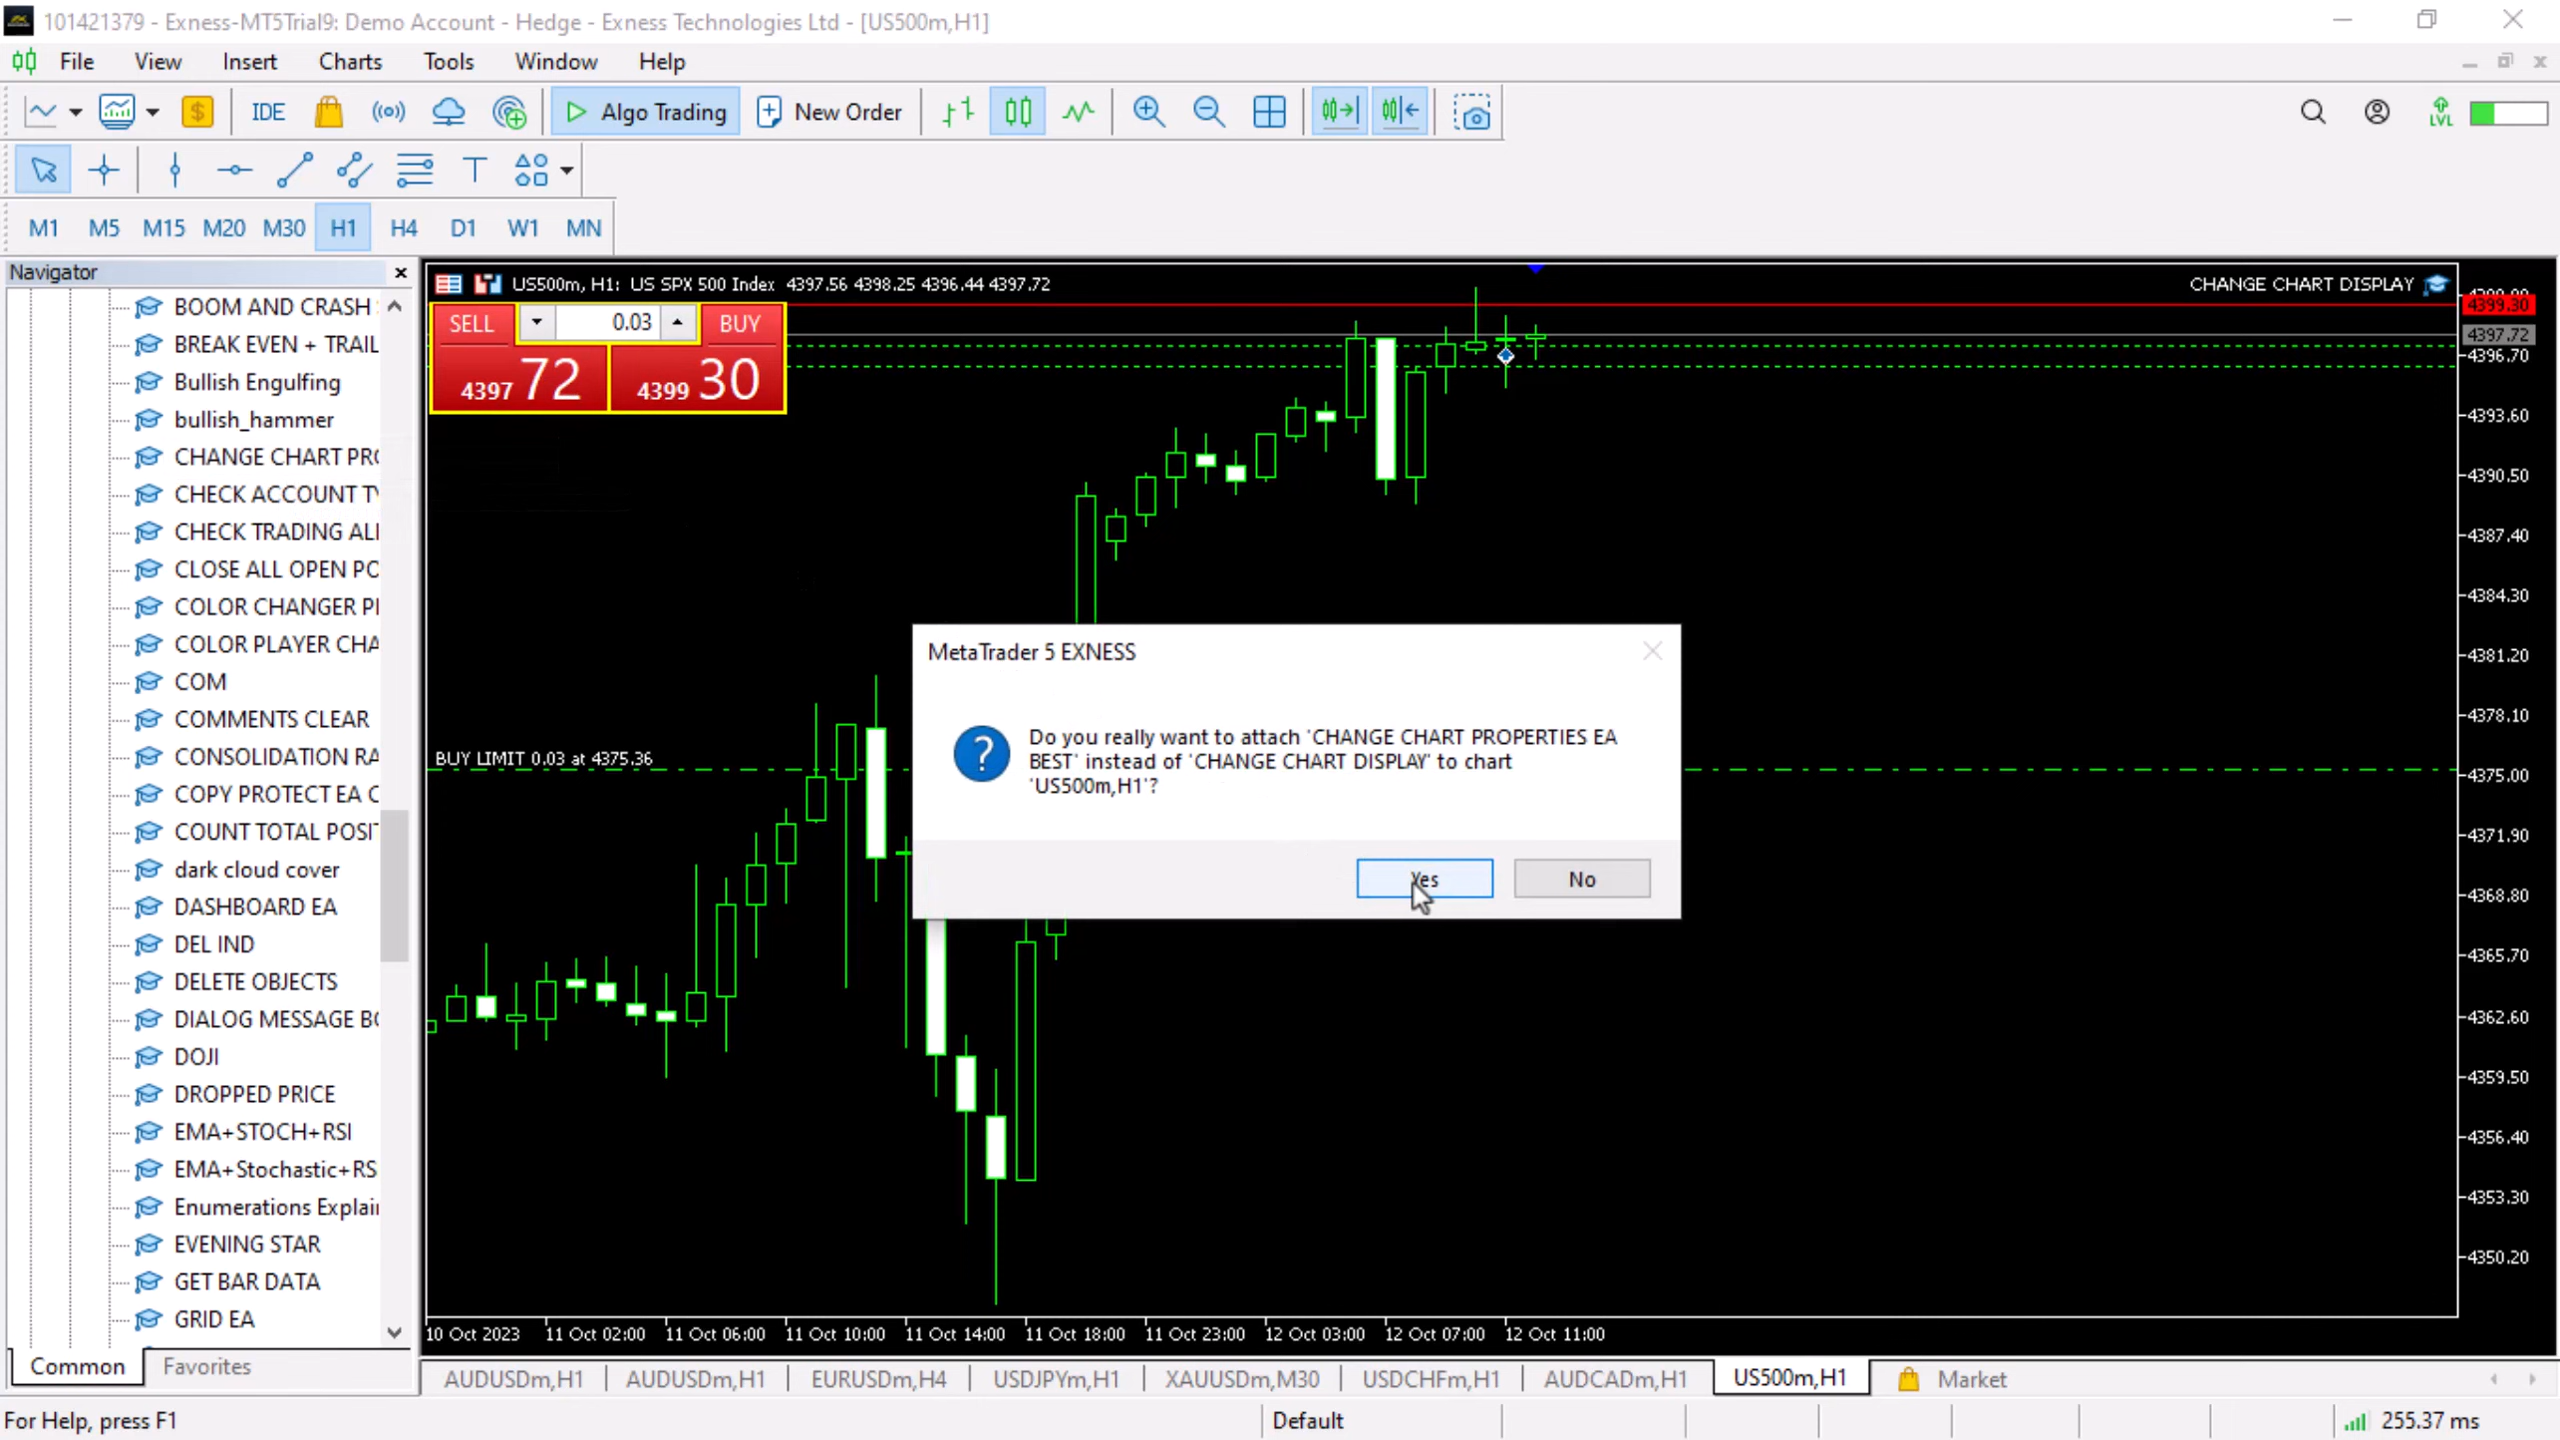 101421379 - Exness-MT5Trial9: Demo Account - Hedge - Exness Technologies Ltd - [US500m,H1]
File View Insert Charts Tools Window Help
IDE Algo Trading New Order LVL
M1 M5 M15 M20 M30 H1 H4 D1 W1 MN
Navigator
BOOM AND CRASH
BREAK EVEN + TRAIL
Bullish Engulfing
bullish_hammer
CHANGE CHART PRO
CHECK ACCOUNT TY
CHECK TRADING ALL
CLOSE ALL OPEN PO
COLOR CHANGER
COLOR PLAYER CHA
COM
COMMENTS CLEAR
CONSOLIDATION RA
COPY PROTECT EA C
COUNT TOTAL POSIT
dark cloud cover
DASHBOARD EA
DEL IND
DELETE OBJECTS
DIALOG MESSAGE BO
DOJI
DROPPED PRICE
EMA+STOCH+RSI
EMA+Stochastic+RS
Enumerations Explain
EVENING STAR
GET BAR DATA
GRID EA
Common Favorites
US500m, H1: US SPX 500 Index 4397.56 4398.25 4396.44 4397.72
CHANGE CHART DISPLAY
SELL 0.03 BUY
4397 72 4399 30
BUY LIMIT 0.03 at 4375.36
MetaTrader 5 EXNESS
Do you really want to attach 'CHANGE CHART PROPERTIES EA
BEST' instead of 'CHANGE CHART DISPLAY' to chart
'US500m,H1'?
Yes No
4399.30
4397.72
4396.70
4393.60
4390.50
4387.40
4384.30
4381.20
4378.10
4375.00
4371.90
4368.80
4365.70
4362.60
4359.50
4356.40
4353.30
4350.20
10 Oct 2023 11 Oct 02:00 11 Oct 06:00 11 Oct 10:00 11 Oct 14:00 11 Oct 18:00 11 Oct 23:00 12 Oct 03:00 12 Oct 07:00 12 Oct 11:00
AUDUSDm,H1 AUDUSDm,H1 EURUSDm,H4 USDJPYm,H1 XAUUSDm,M30 USDCHFm,H1 AUDCADm,H1 US500m,H1 Market
For Help, press F1 Default 255.37 ms